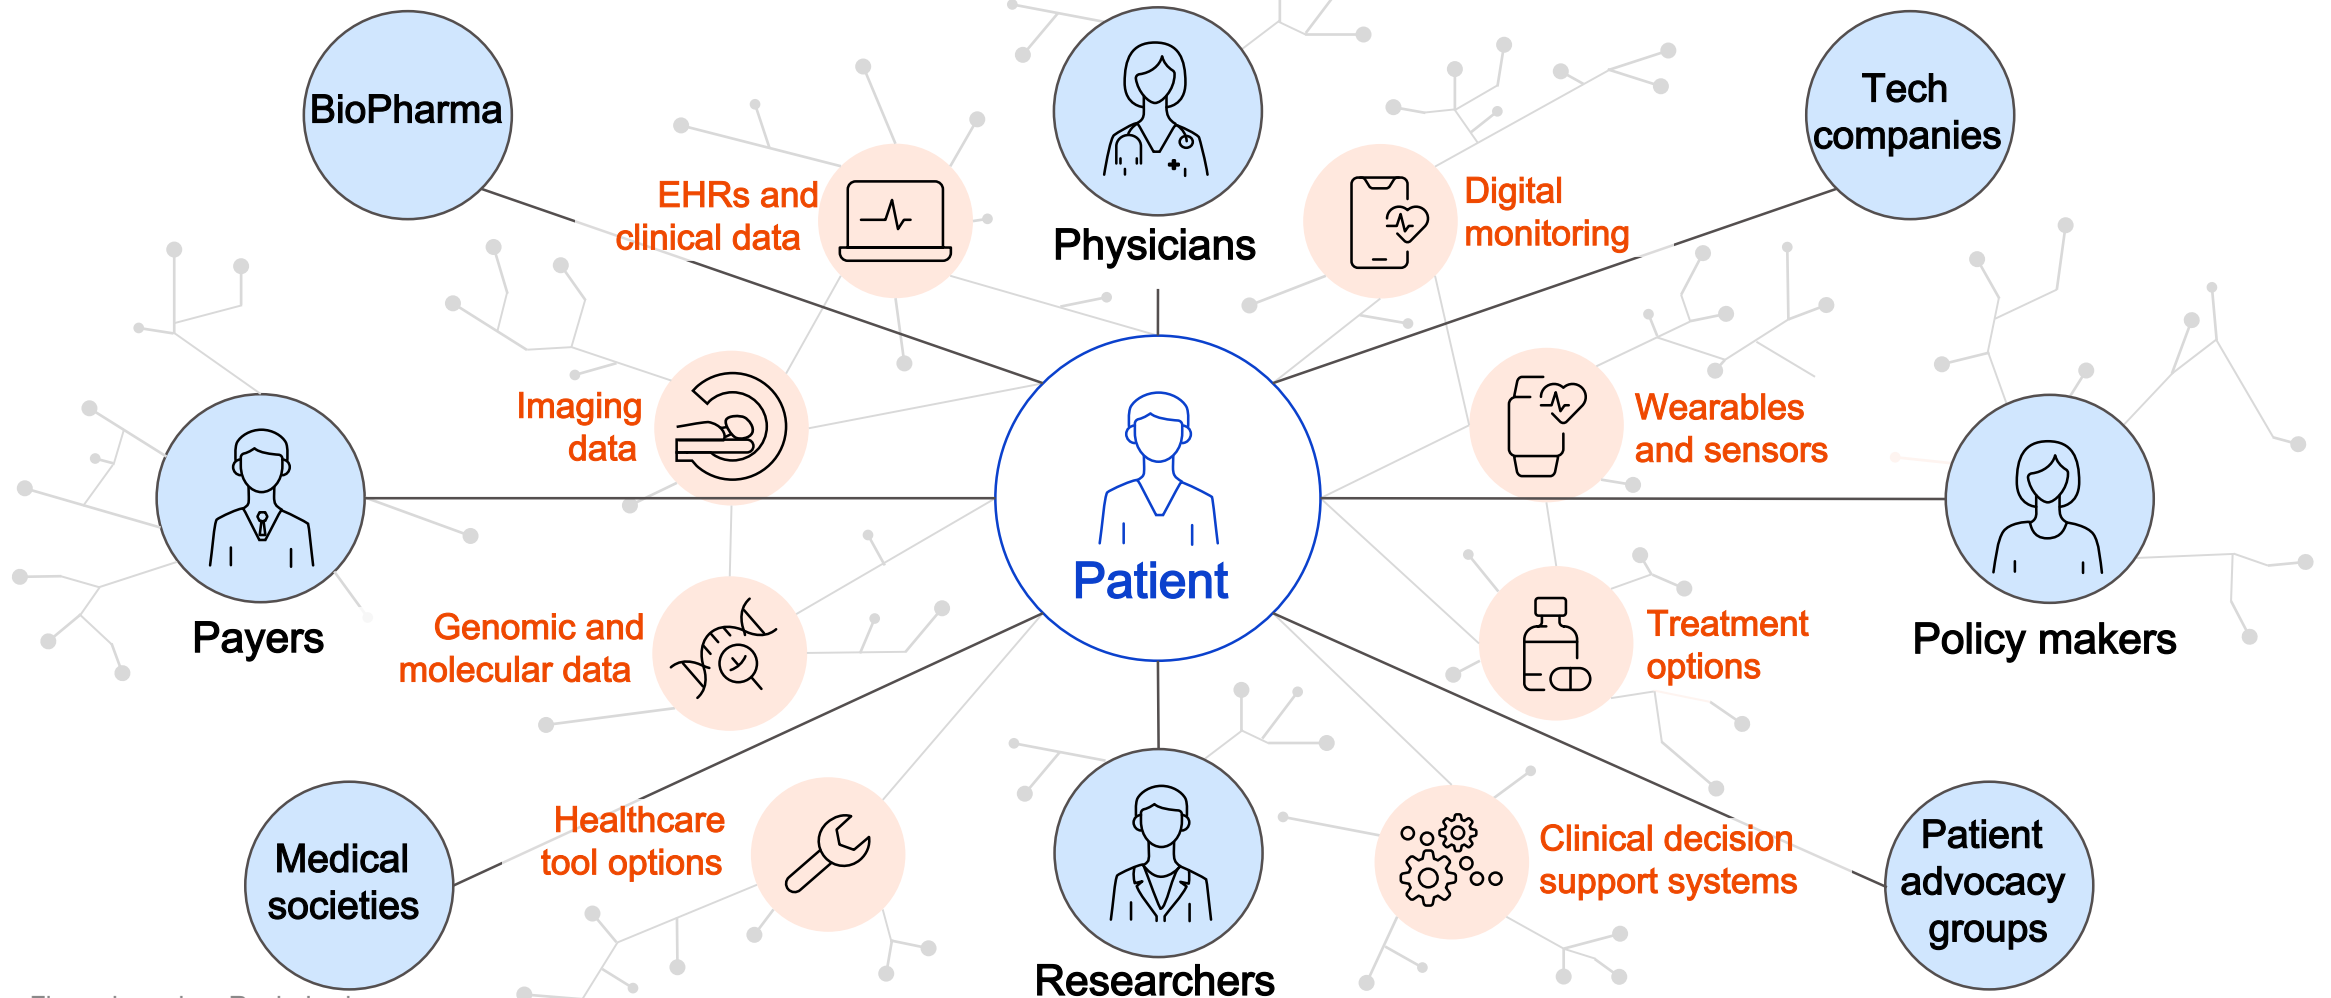 BioPharma
Tech
companies
EHRs and
clinical data
Digital
monitoring
Physicians
Imaging
data
Wearables
and sensors
Patient
Payers
Genomic and
molecular data
Treatment
options
Policy makers
Medical
societies
Healthcare
tool options
Clinical decision
support systems
Patient
advocacy
groups
Researchers